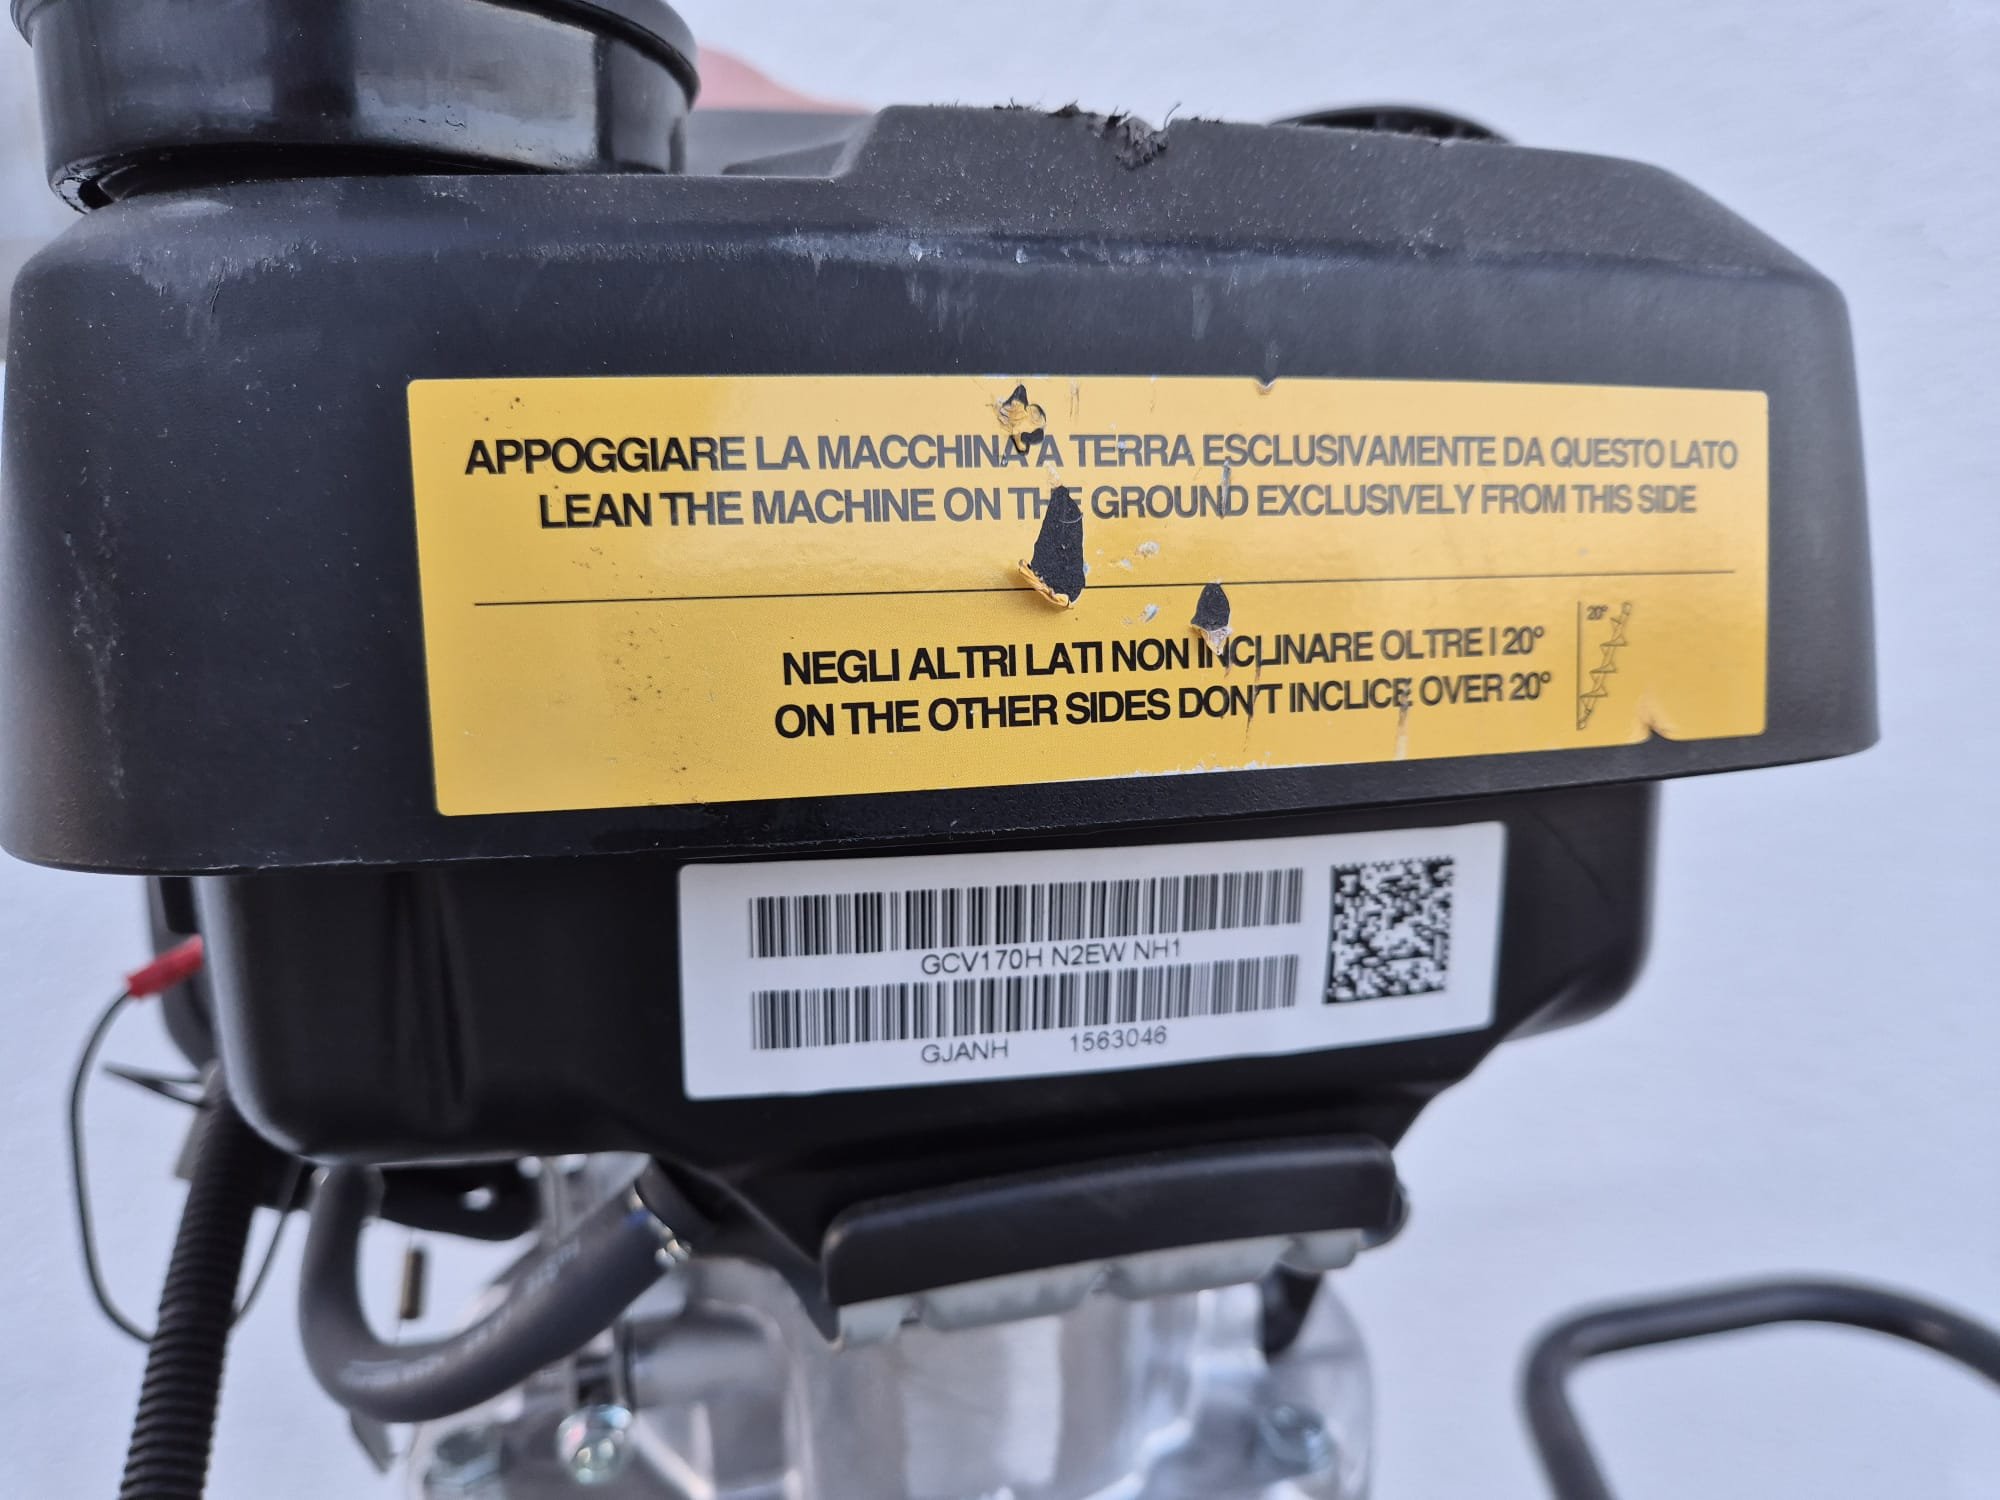 APPOGGIARE LA MACCHINA A TERRA ESCLUSIVAMENTE DA QUESTO LATO
LEAN THE MACHINE ON THE GROUND EXCLUSIVELY FROM THIS SIDE
20°
NEGLI ALTRI LATI NON INCLINARE OLTRE I 20°
ON THE OTHER SIDES DON'T INCLICE OVER 20°
GCV170H N2EW NH1
GJANH 1563046